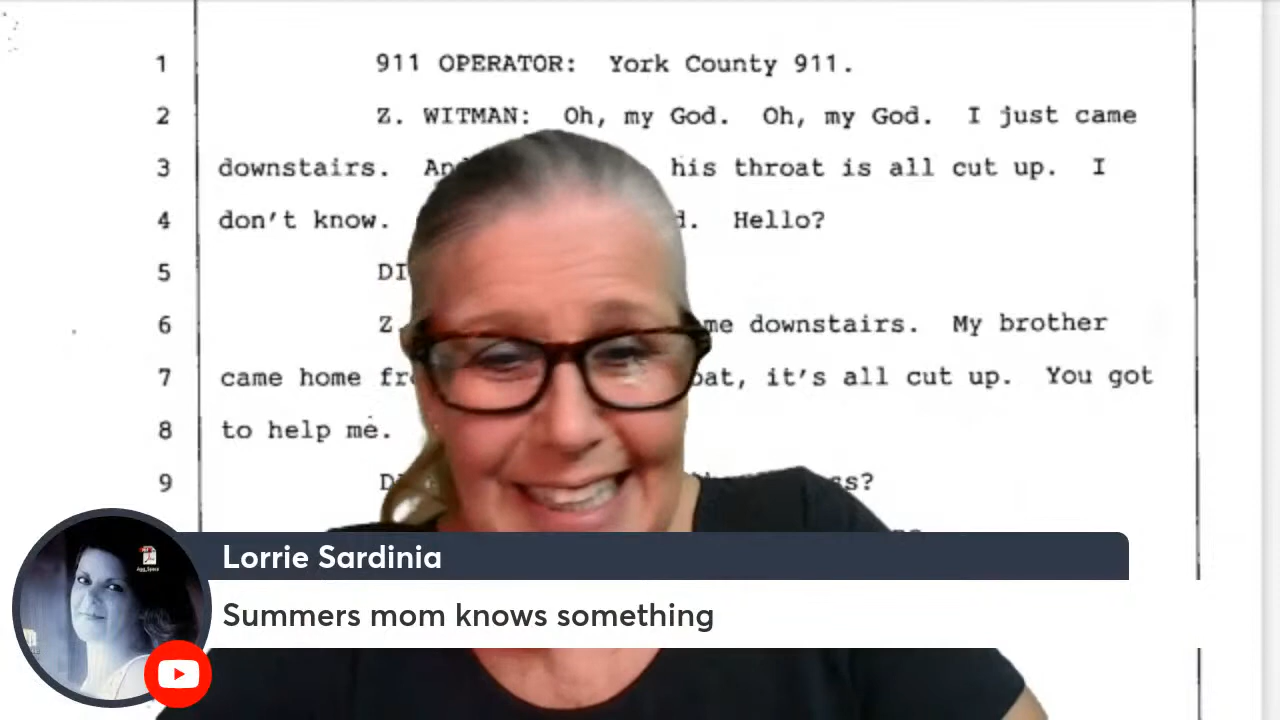 1 911 OPERATOR: York County 911.
2 Z. WITMAN: Oh, my God. Oh, my God. I just came
3 downstairs. his throat is all cut up. I
4 don't know. Hello?
5
6 Z. downstairs. My brother
7 came home it's all cut up. You got
8 to help me.
9
Lorrie Sardinia
Summers mom knows something